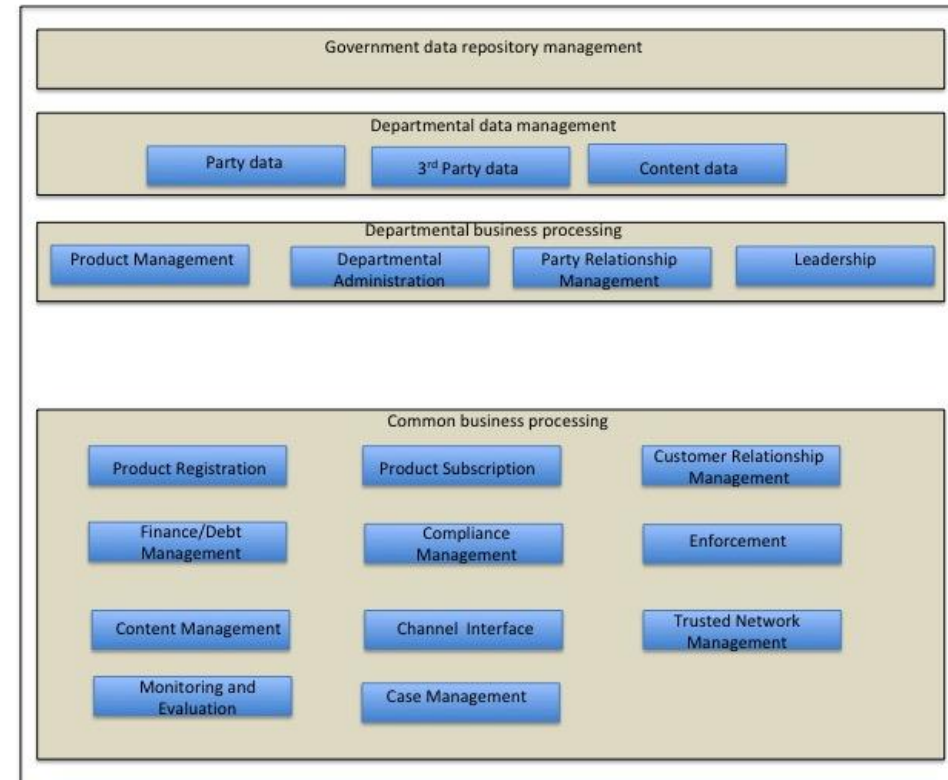 Government data repository management
Departmental data management
Party data
3rd Party data
Content data
Departmental business processing
Product Management
Departmental
Administration
Party Relationship
Management
Leadership
Common business processing
Product Registration
Product Subscription
Customer Relationship
Management
Finance/Debt
Management
Compliance
Management
Enforcement
Content Management
Channel Interface
Trusted Network
Management
Monitoring and
Evaluation
Case Management